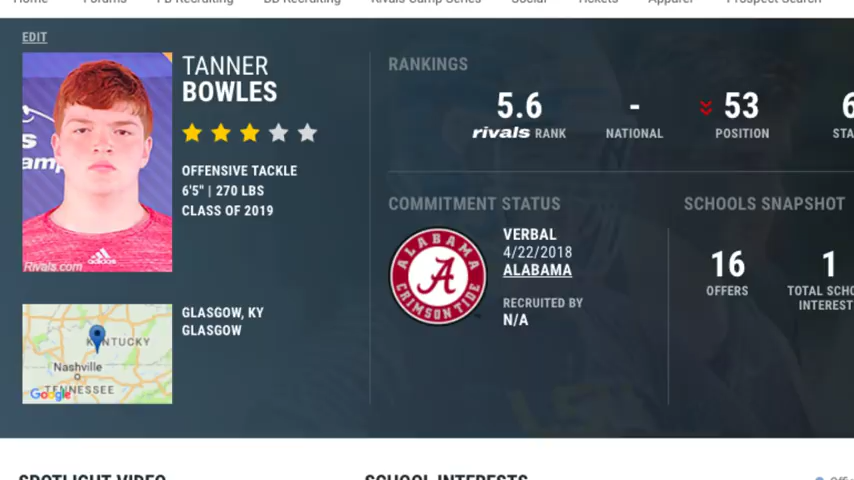 Home Forums FB Recruiting BB Recruiting Rivals Camp Series Social Tickets Apparel Prospect Search
EDIT
TANNER
BOWLES
OFFENSIVE TACKLE
6'5" | 270 LBS
CLASS OF 2019
Rivals.com
adidas
GLASGOW, KY
GLASGOW
KENTUCKY
Nashville
TENNESSEE
Google
RANKINGS
5.6
rivals RANK
-
NATIONAL
53
POSITION
6
STA
COMMITMENT STATUS
ALABAMA
A
CRIMSON TIDE
VERBAL
4/22/2018
ALABAMA
RECRUITED BY
N/A
SCHOOLS SNAPSHOT
16
OFFERS
1
TOTAL SCHO
INTEREST
SPOTLIGHT VIDEO
SCHOOL INTERESTS